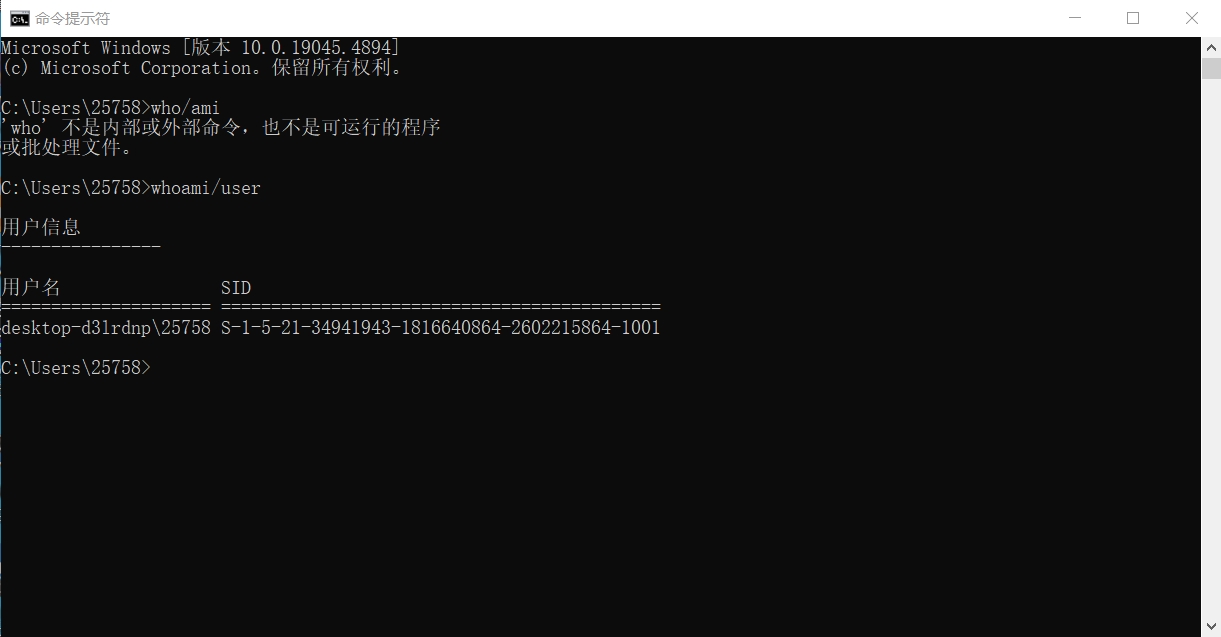 命令提示符
Microsoft Windows [版本 10.0.19045.4894]
(c) Microsoft Corporation。保留所有权利。
C:\Users\25758>who/ami
'who' 不是内部或外部命令，也不是可运行的程序
或批处理文件。
C:\Users\25758>whoami/user
用户信息
----------------
用户名                SID
===================== ============================================
desktop-d3lrdnp\25758 S-1-5-21-34941943-1816640864-2602215864-1001
C:\Users\25758>